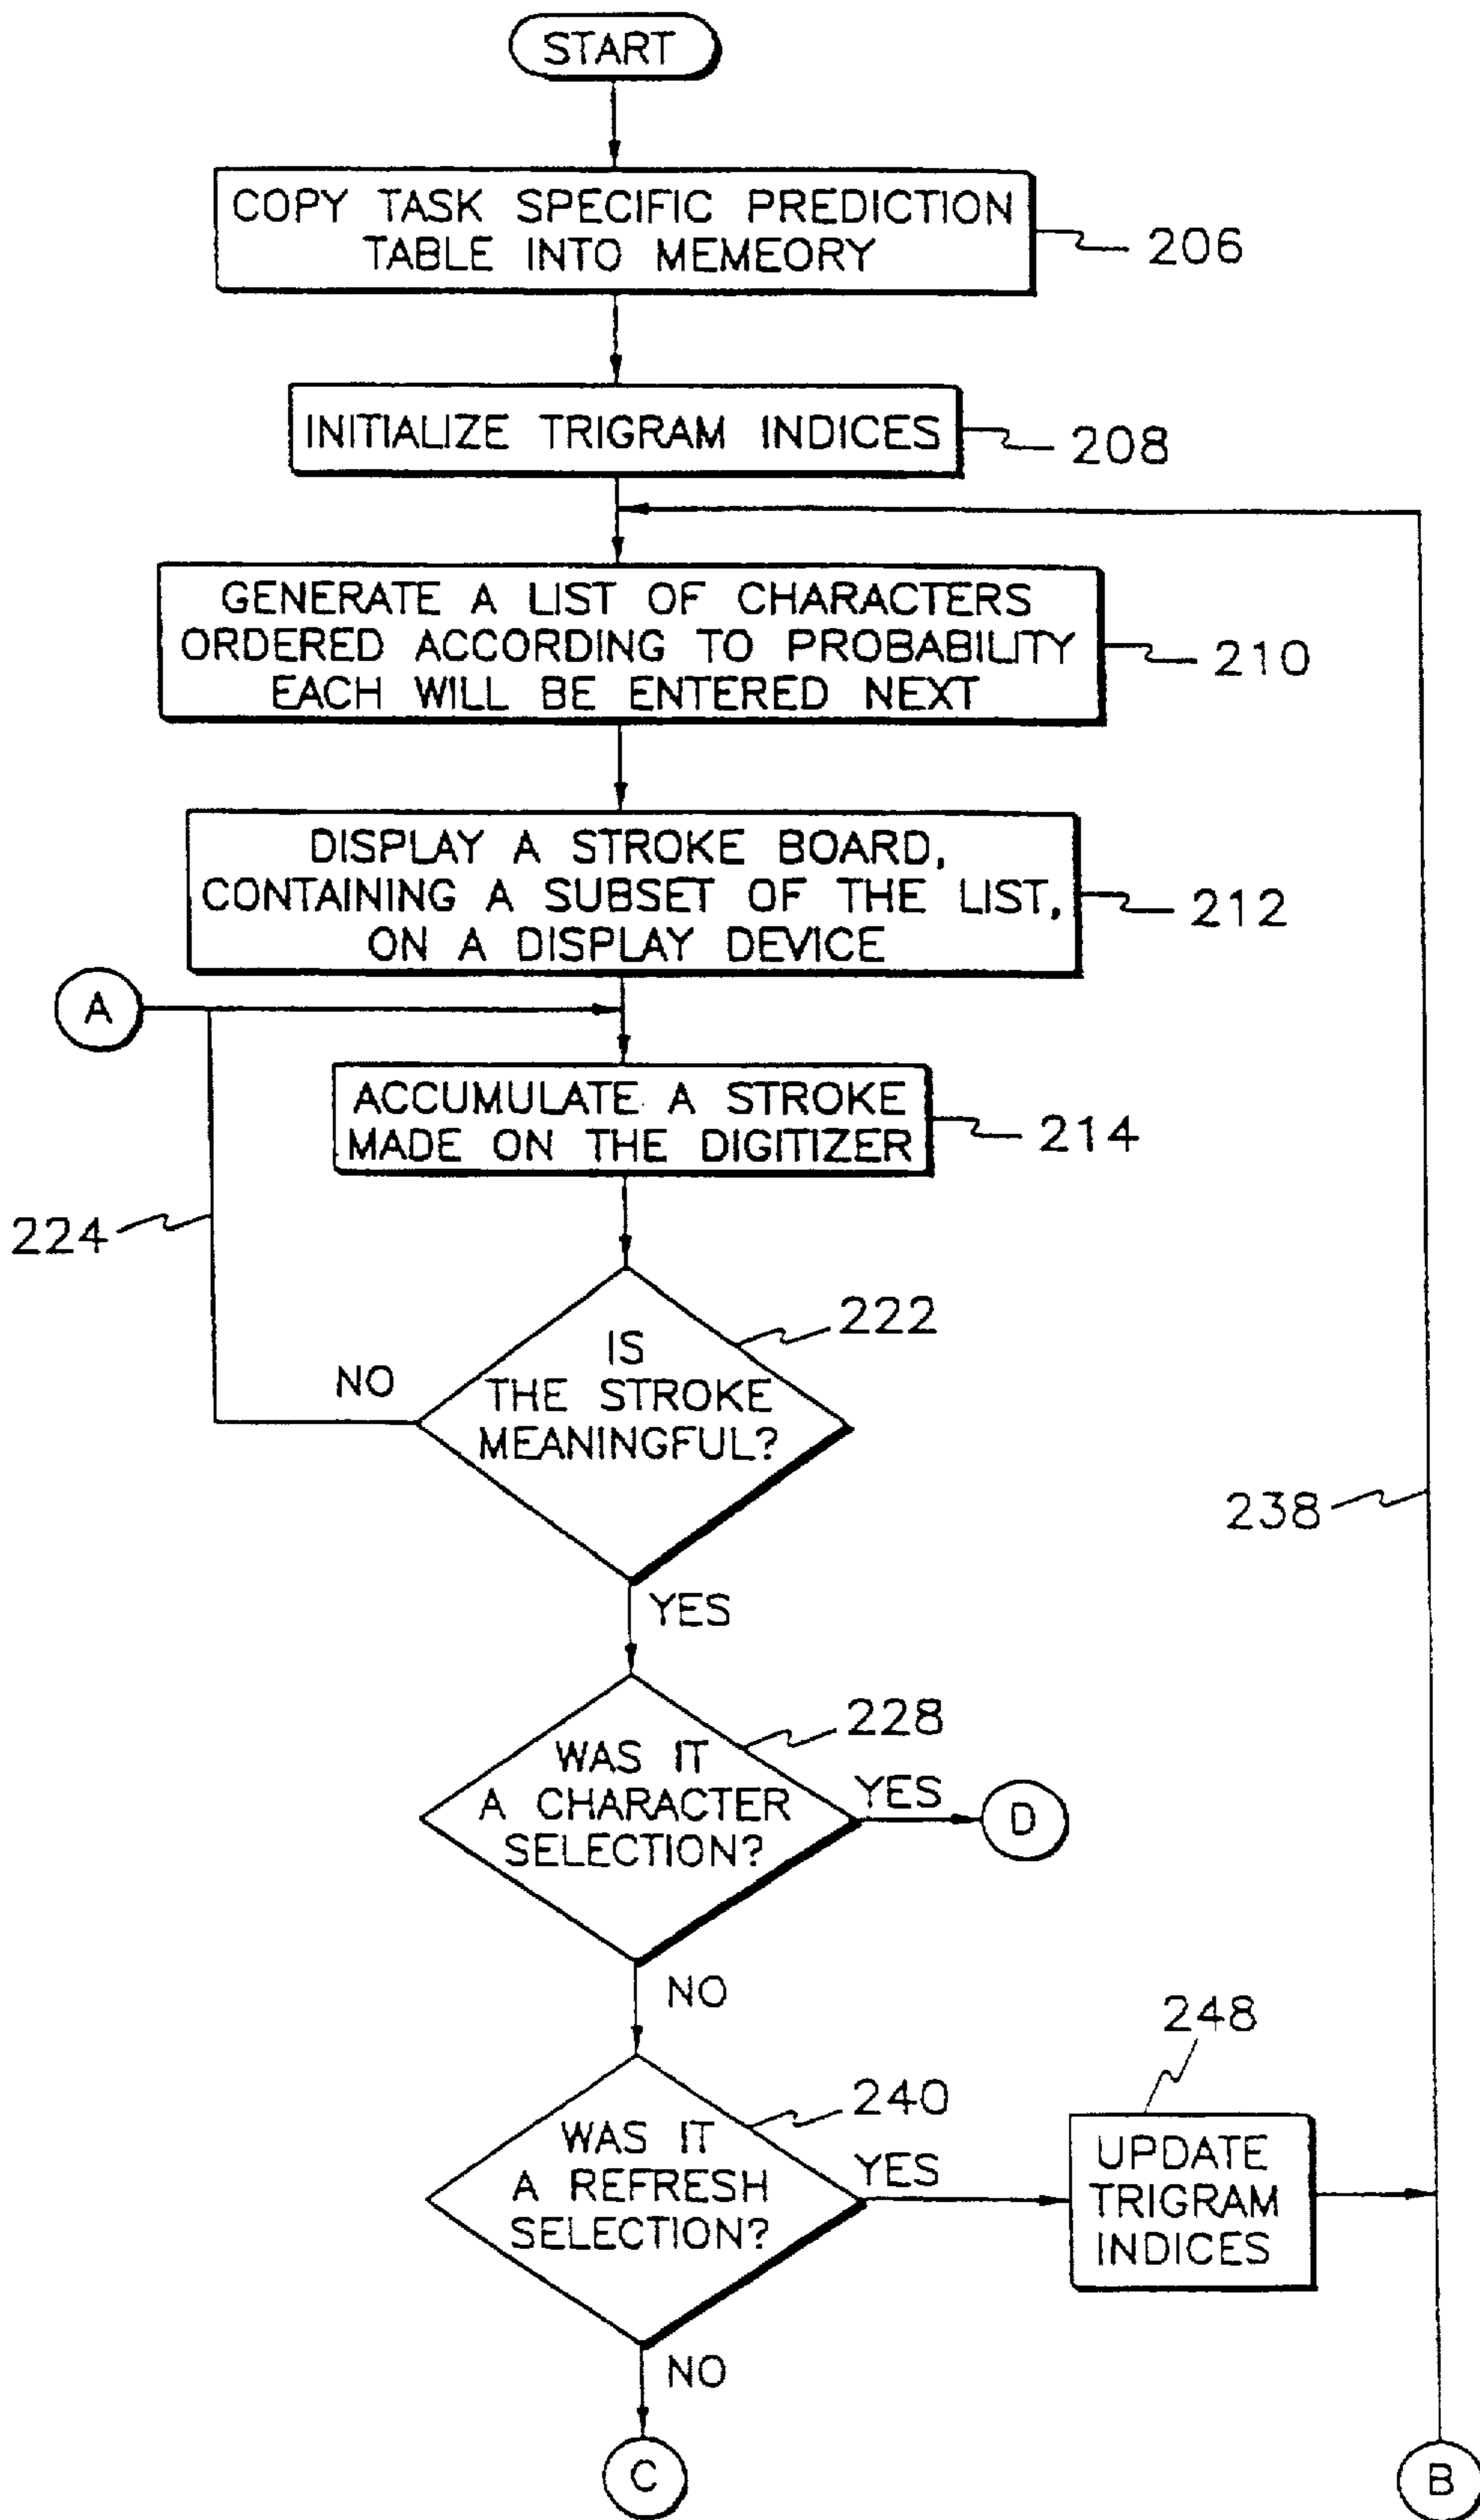 START
COPY TASK SPECIFIC PREDICTION
TABLE INTO MEMEORY
206
INITIALIZE TRIGRAM INDICES
208
GENERATE A LIST OF CHARACTERS
ORDERED ACCORDING TO PROBABILITY
EACH WILL BE ENTERED NEXT
210
DISPLAY A STROKE BOARD,
CONTAINING A SUBSET OF THE LIST,
ON A DISPLAY DEVICE
212
A
ACCUMULATE A STROKE
MADE ON THE DIGITIZER
214
224
IS
THE STROKE
MEANINGFUL?
222
NO
YES
238
WAS IT
A CHARACTER
SELECTION?
228
YES
D
NO
WAS IT
A REFRESH
SELECTION?
240
YES
248
UPDATE
TRIGRAM
INDICES
NO
C
B